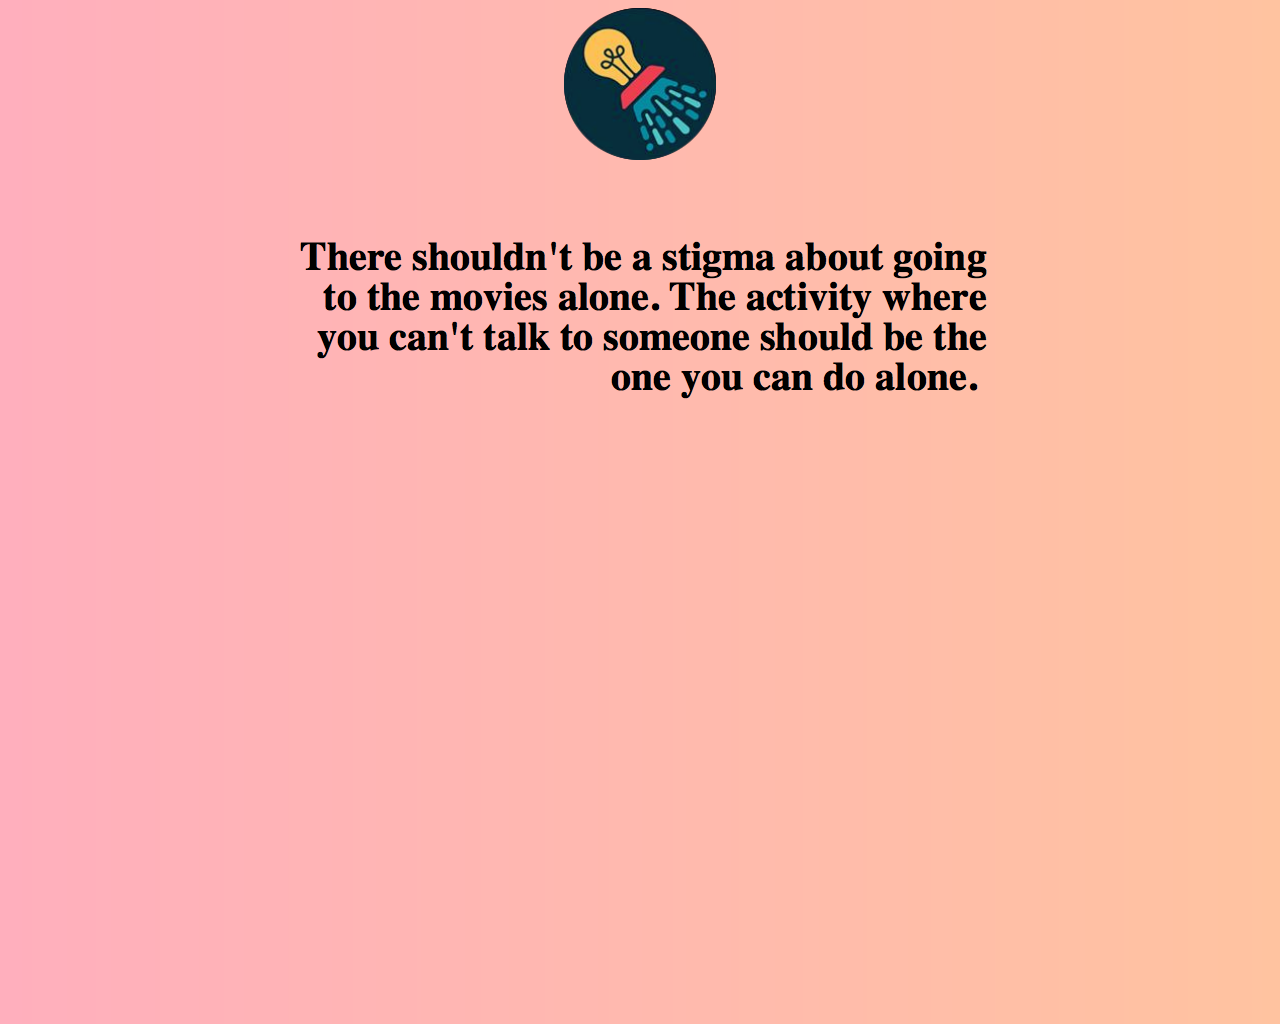 There shouldn't be a stigma about going
to the movies alone. The activity where
you can't talk to someone should be the
one you can do alone.